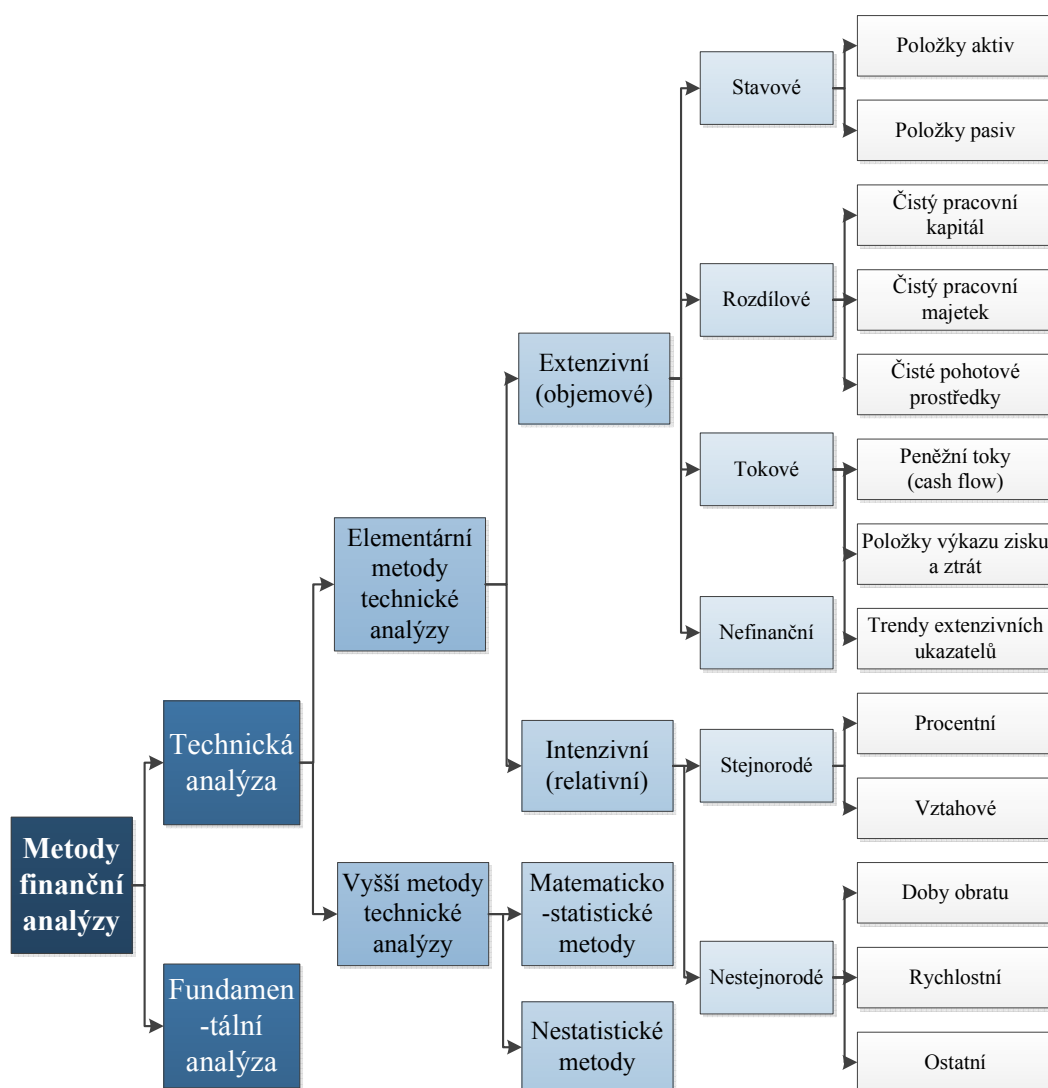 Metody
finanční
analýzy
Technická
analýza
Fundamen
-tální
analýza
Elementární
metody
technické
analýzy
Vyšší metody
technické
analýzy
Extenzivní
(objemové)
Intenzivní
(relativní)
Matematicko
-statistické
metody
Nestatistické
metody
Stavové
Rozdílové
Tokové
Nefinanční
Stejnorodé
Nestejnorodé
Položky aktiv
Položky pasiv
Čistý pracovní
kapitál
Čistý pracovní
majetek
Čisté pohotové
prostředky
Peněžní toky
(cash flow)
Položky výkazu zisku
a ztrát
Trendy extenzivních
ukazatelů
Procentní
Vztahové
Doby obratu
Rychlostní
Ostatní